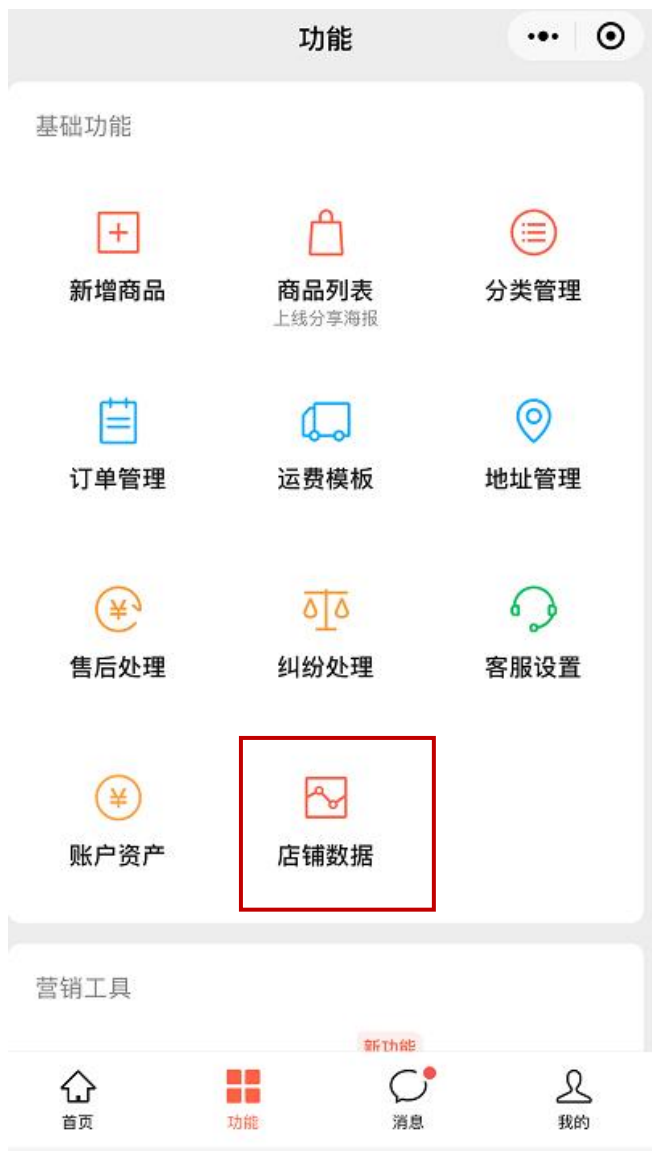 功能
基础功能
新增商品
商品列表
分类管理
上线分享海报
订单管理
运费模板
地址管理
售后处理
纠纷处理
客服设置
账户资产
店铺数据
营销工具
新功能
首页
功能
消息
我的